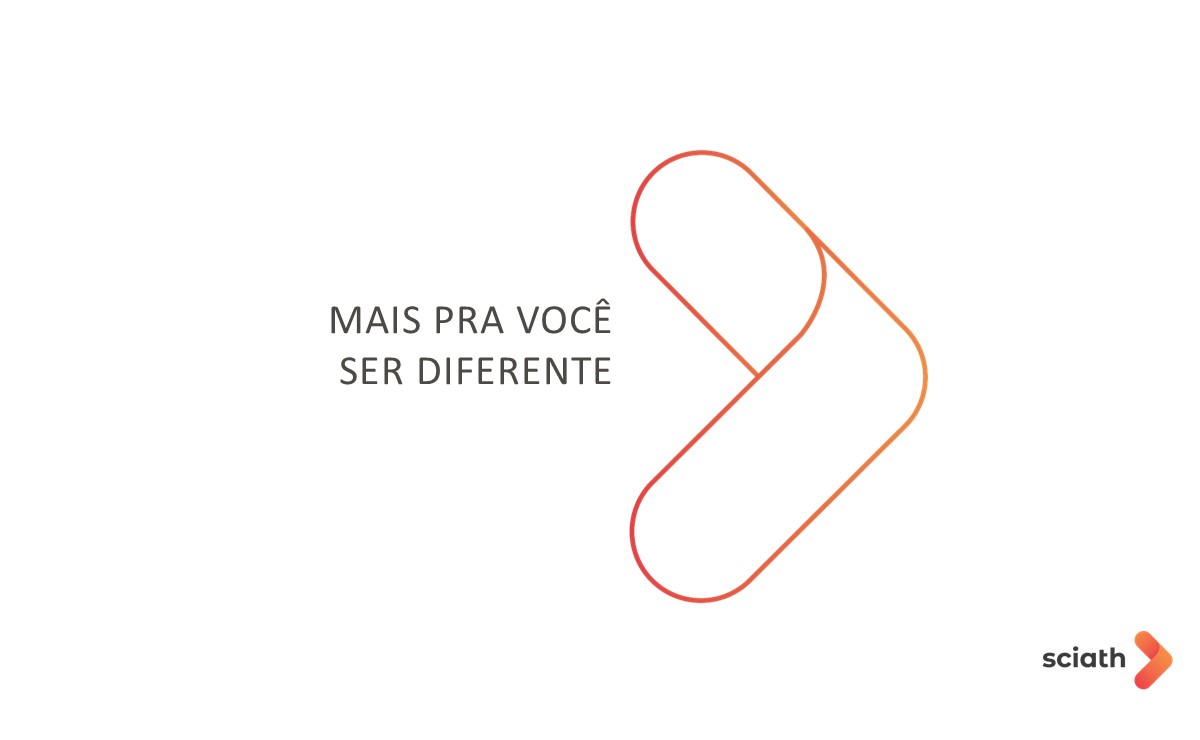 MAIS PRA VOCÊ
SER DIFERENTE
sciath